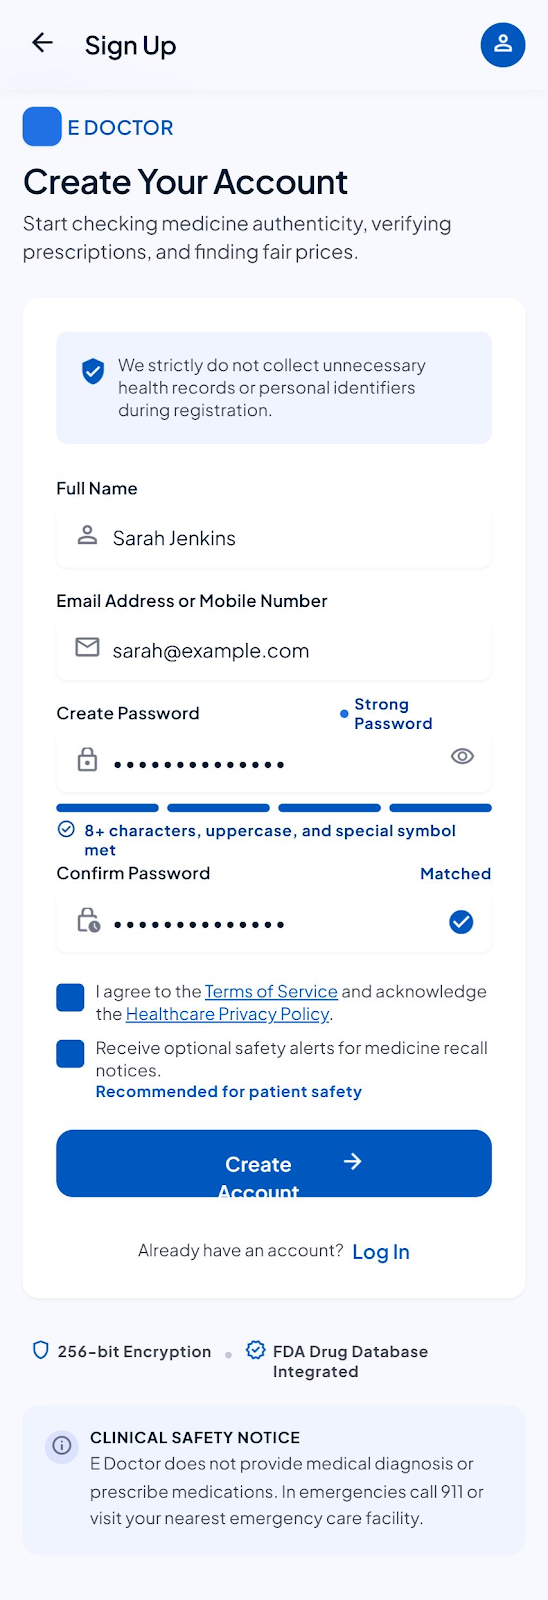 Sign Up
E DOCTOR
Create Your Account
Start checking medicine authenticity, verifying
prescriptions, and finding fair prices.
We strictly do not collect unnecessary
health records or personal identifiers
during registration.
Full Name
Sarah Jenkins
Email Address or Mobile Number
sarah@example.com
Create Password
Strong
Password
••••••••••••••
8+ characters, uppercase, and special symbol
met
Confirm Password
Matched
••••••••••••••
I agree to the Terms of Service and acknowledge
the Healthcare Privacy Policy.
Receive optional safety alerts for medicine recall
notices.
Recommended for patient safety
Create
Account
Already have an account? Log In
256-bit Encryption • FDA Drug Database
Integrated
CLINICAL SAFETY NOTICE
E Doctor does not provide medical diagnosis or
prescribe medications. In emergencies call 911 or
visit your nearest emergency care facility.